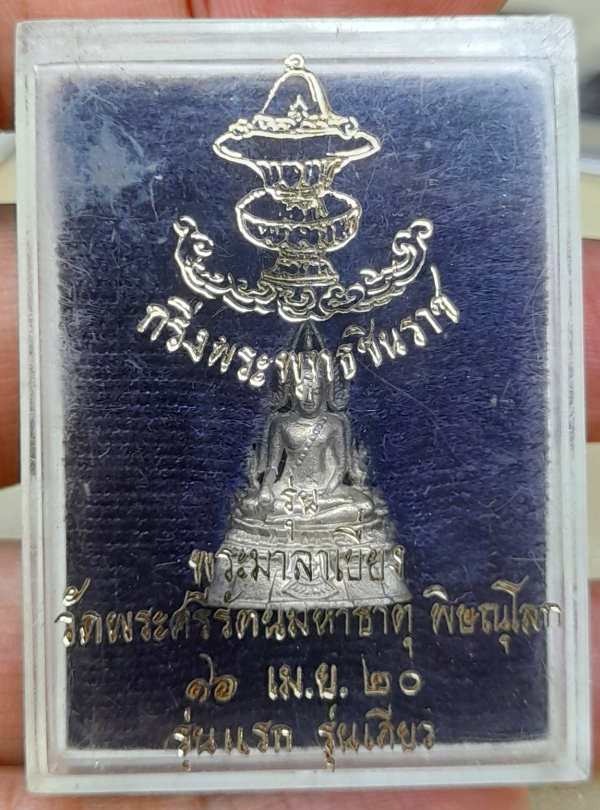 กริ่งพระพุทธชินราช
รุ่น
พระมาลาเบี่ยง
วัดพระศรีรัตนมหาธาตุ พิษณุโลก
๑๖ เม.ย. ๒๐
รุ่นแรก รุ่นเดียว